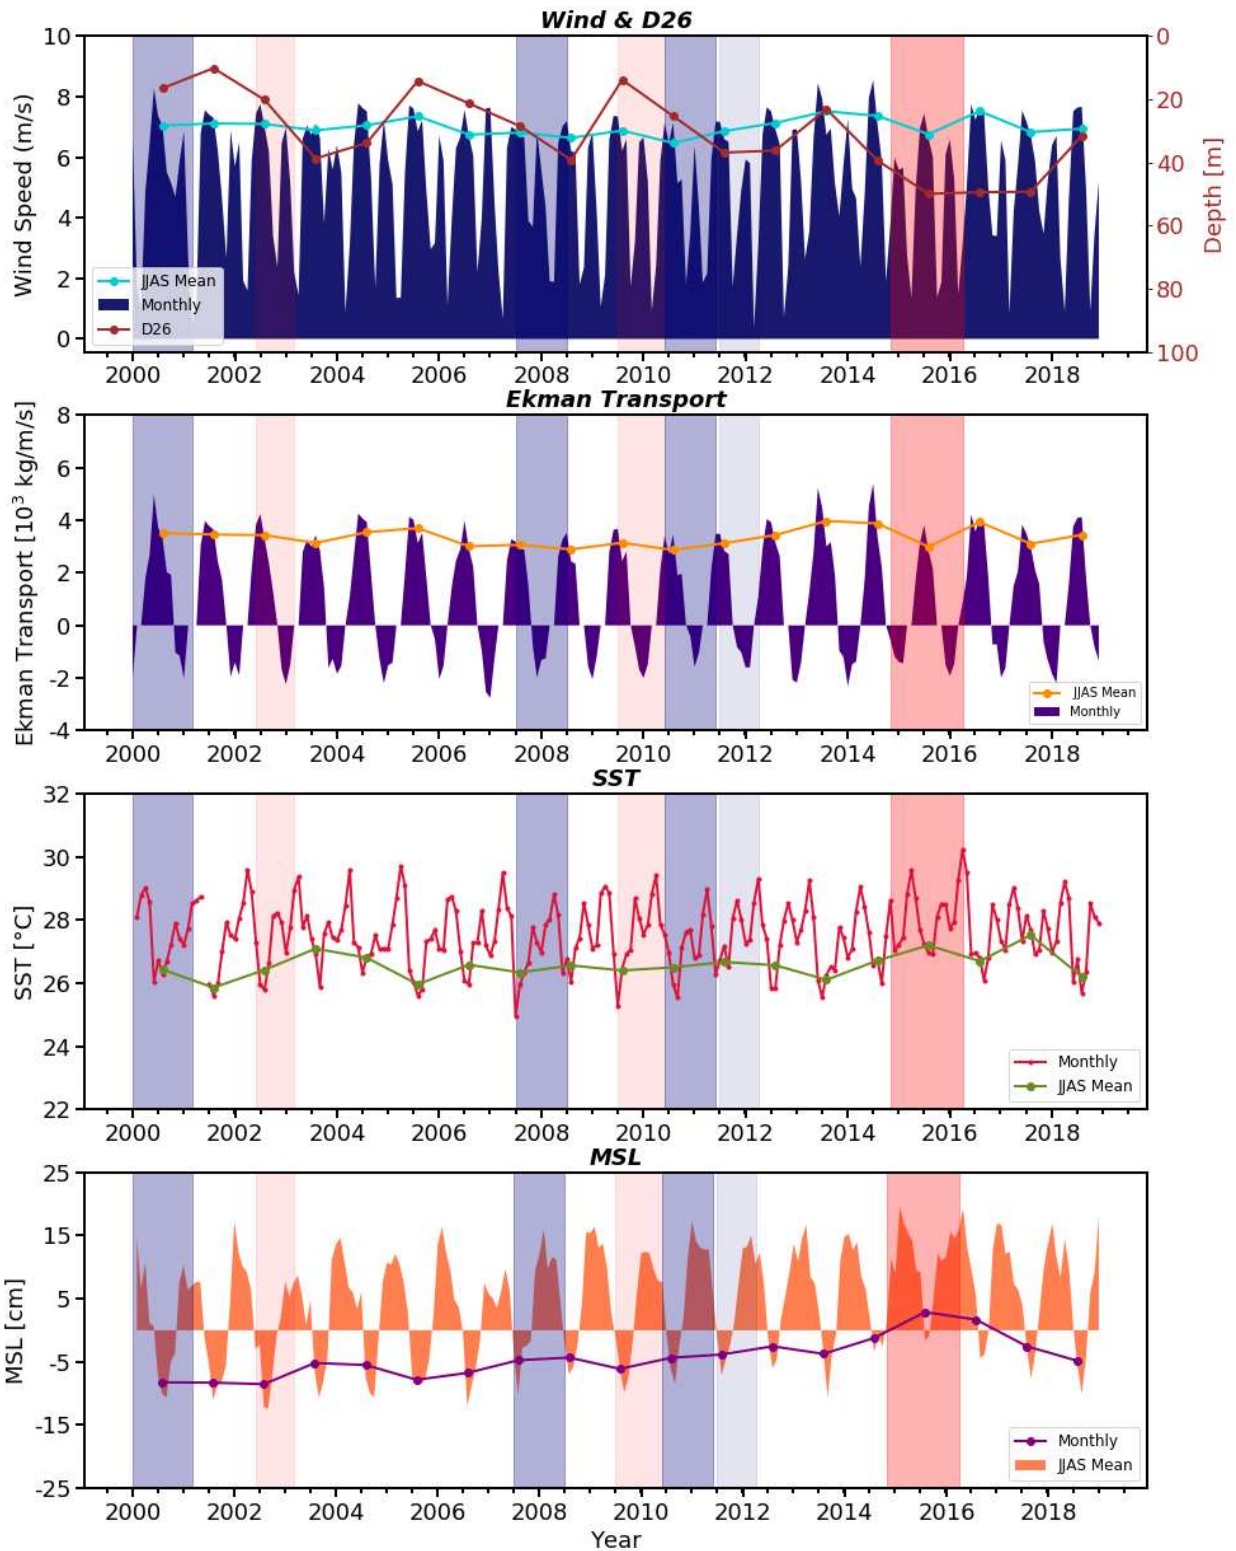 Wind & D26
10
8
6
4
2
0
Wind Speed (m/s)
0
20
40
60
80
100
Depth [m]
JJAS Mean
Monthly
D26
2000 2002 2004 2006 2008 2010 2012 2014 2016 2018
Ekman Transport
8
6
4
2
0
-2
-4
Ekman Transport [10³ kg/m/s]
JJAS Mean
Monthly
2000 2002 2004 2006 2008 2010 2012 2014 2016 2018
SST
32
30
28
26
24
22
SST [°C]
Monthly
JJAS Mean
2000 2002 2004 2006 2008 2010 2012 2014 2016 2018
MSL
25
15
5
-5
-15
-25
MSL [cm]
Monthly
JJAS Mean
2000 2002 2004 2006 2008 2010 2012 2014 2016 2018
Year